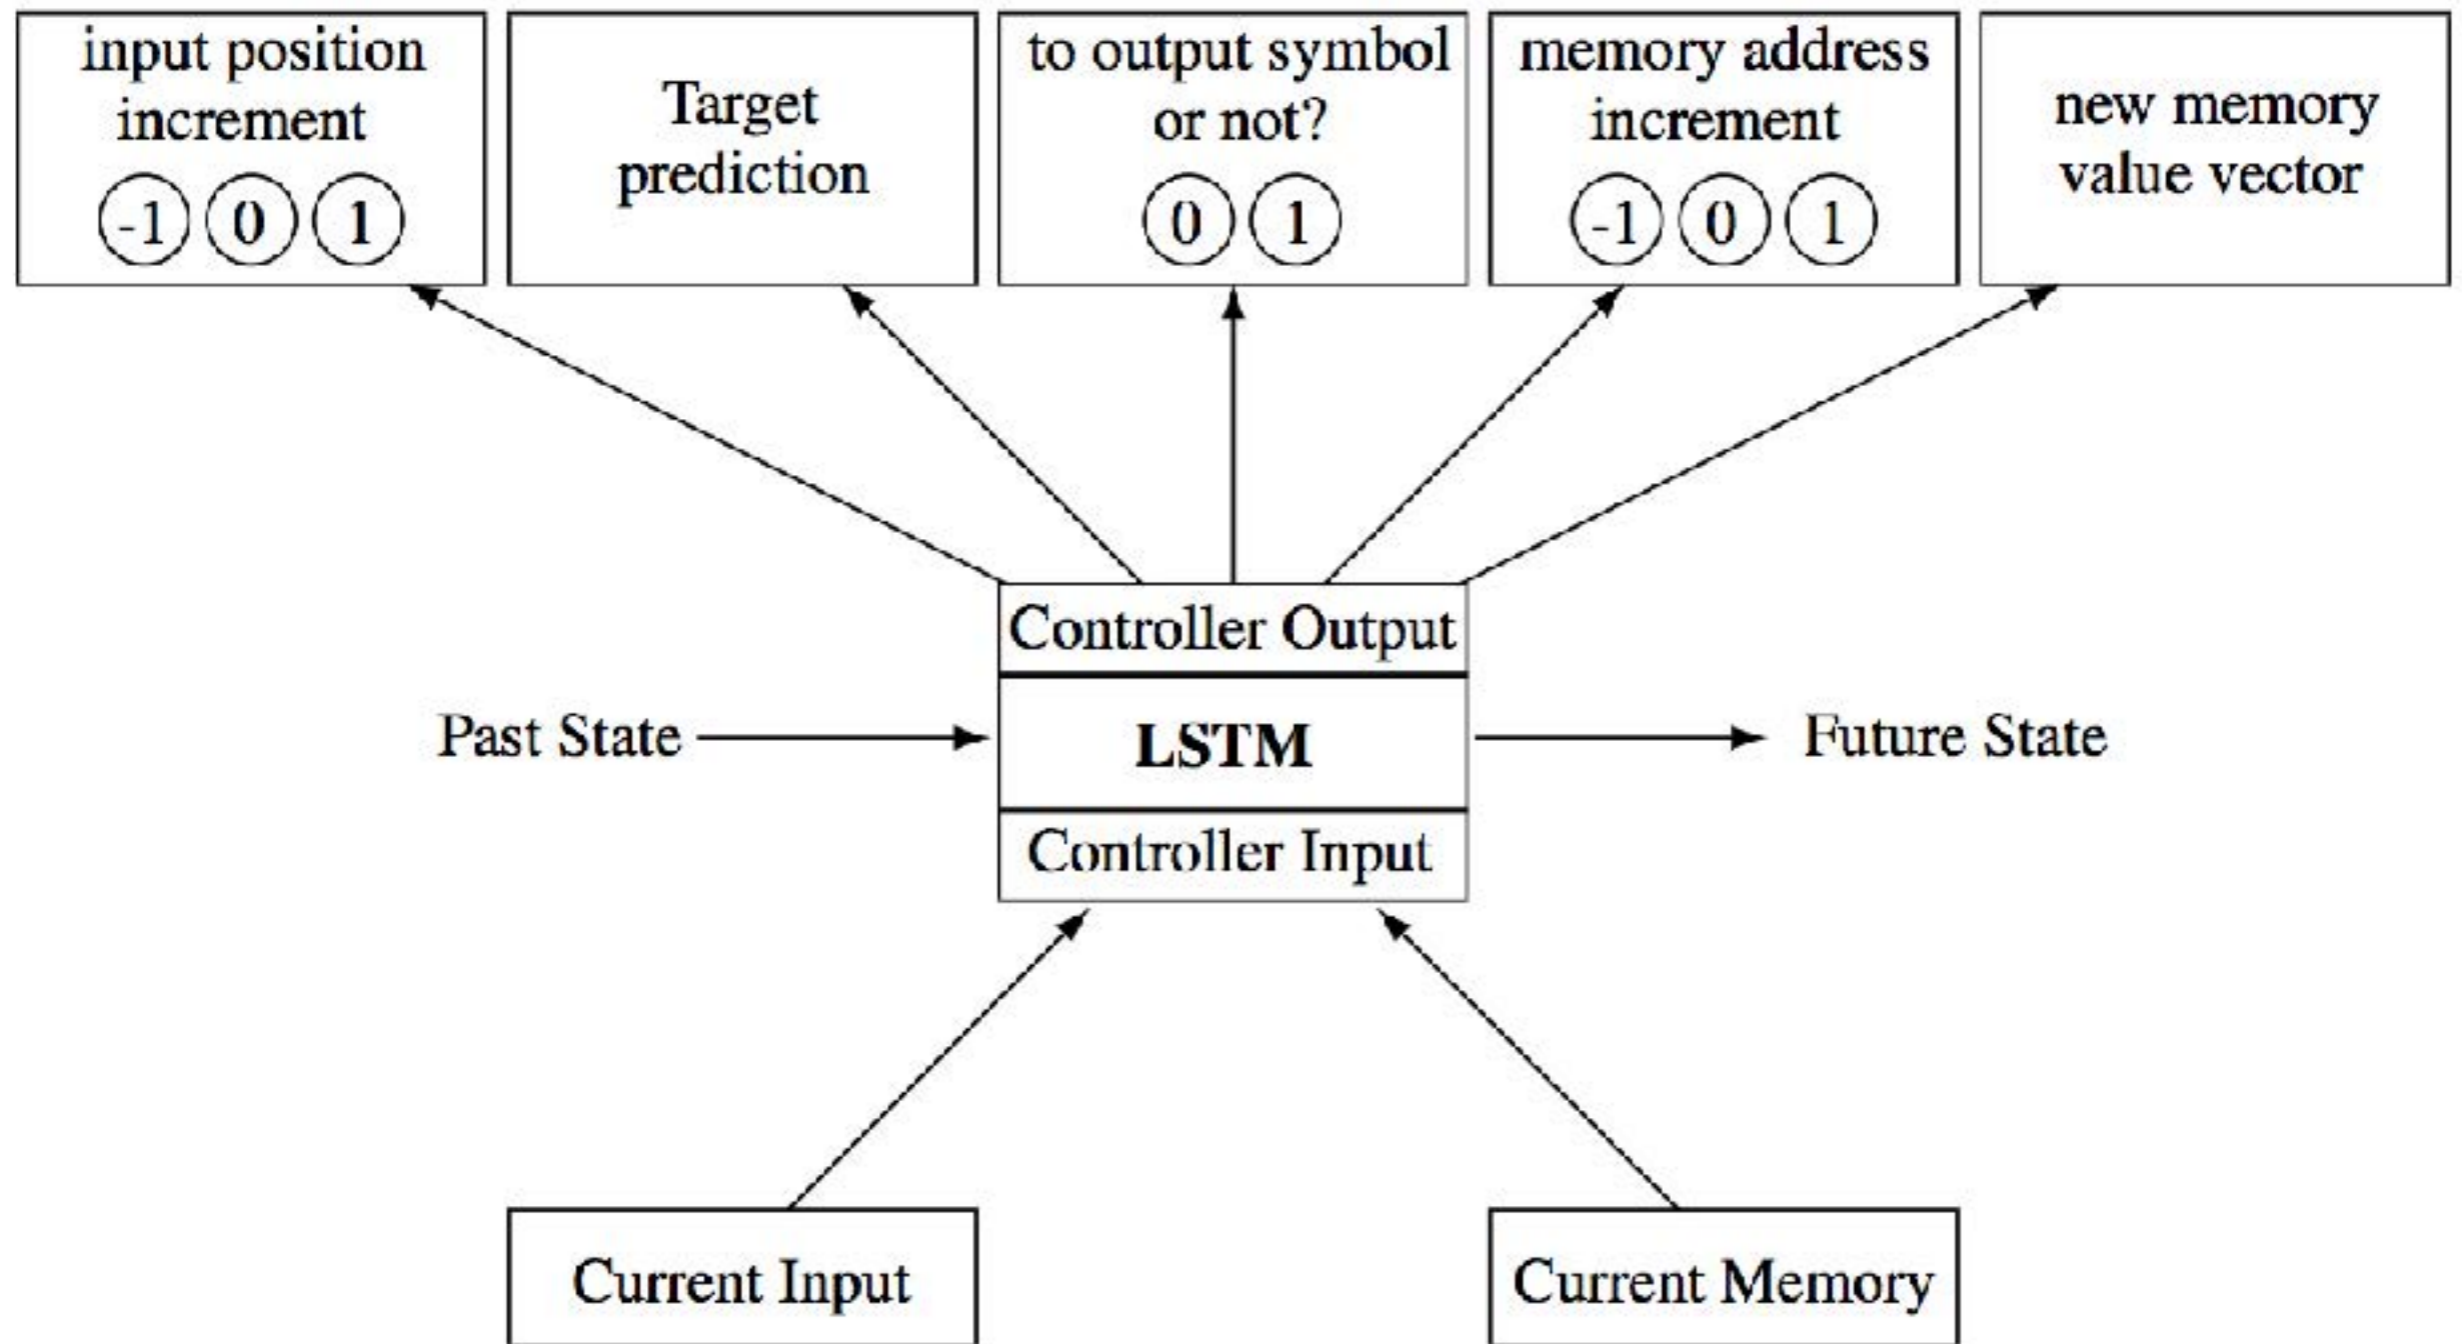 input position
increment
-1 0 1
Target
prediction
to output symbol
or not?
0 1
memory address
increment
-1 0 1
new memory
value vector
Controller Output
Past State
LSTM
Future State
Controller Input
Current Input
Current Memory